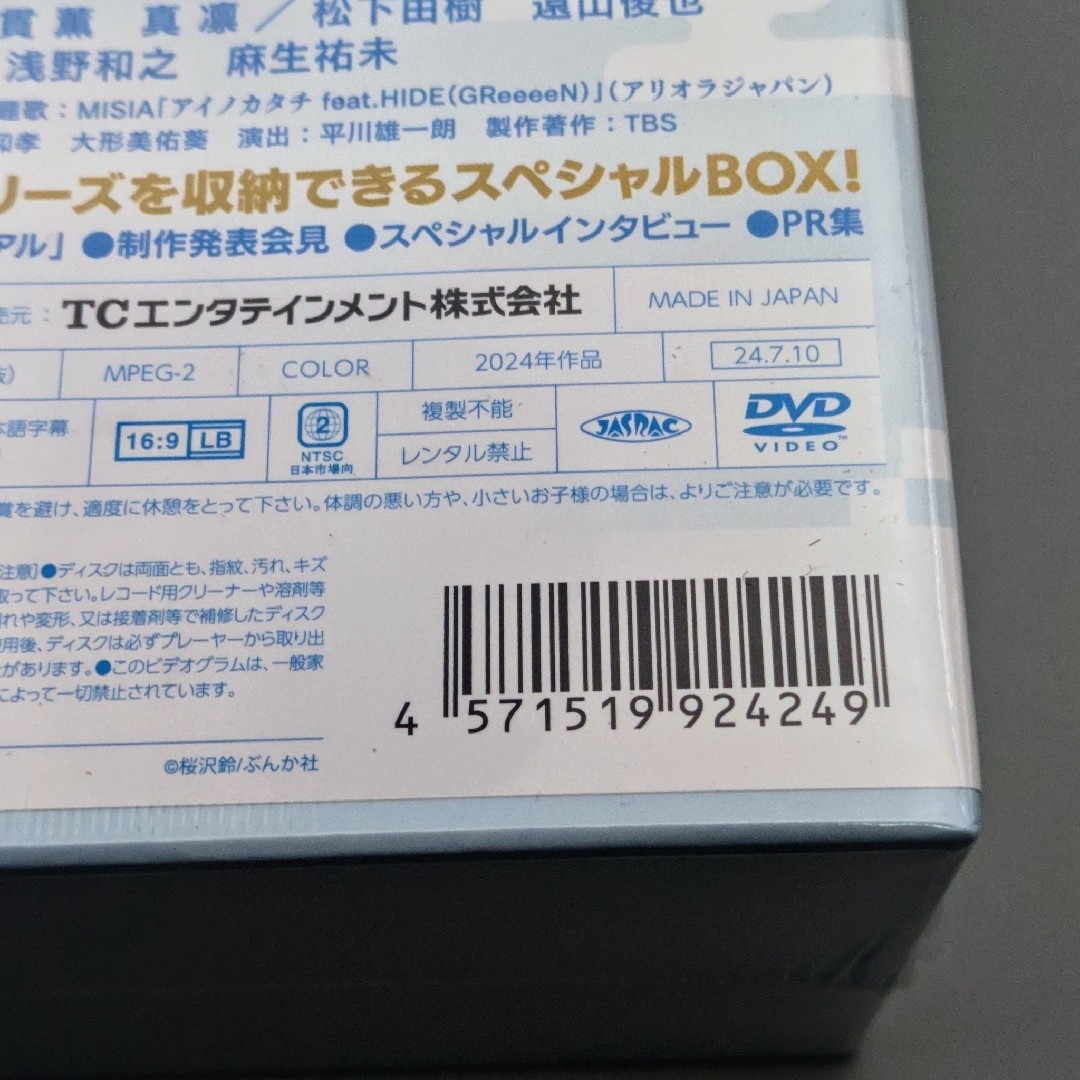 貫 薫　真 凛／松下由樹　遠山俊也
浅野和之　麻生祐未
題歌：MISIA「アイノカタチ feat.HIDE(GReeeeN)」（アリオラジャパン）
和孝　大形美佑葵　演出：平川雄一朗　製作著作：TBS
リーズを収納できるスペシャルBOX!
アル」 ●制作発表会見 ●スペシャルインタビュー ●PR集
売元：TCエンタテインメント株式会社
MADE IN JAPAN
MPEG-2
COLOR
2024年作品
24.7.10
本語字幕
16:9 LB
2
NTSC
日本市場向
複製不能
レンタル禁止
JASRAC
DVD
VIDEO™
賞を避け、適度に休憩をとって下さい。体調の悪い方や、小さいお子様の場合は、よりご注意が必要です。
注意]●ディスクは両面とも、指紋、汚れ、キズ
取って下さい。レコード用クリーナーや溶剤等
れや変形、又は接着剤等で補修したディスク
使用後、ディスクは必ずプレーヤーから取り出
があります。●このビデオグラムは、一般家
によって一切禁止されています。
©桜沢鈴/ぶんか社
4 571519 924249